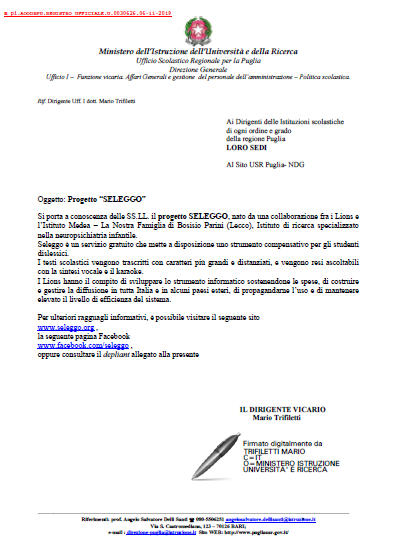 m_pi.AOODRPU.REGISTRO UFFICIALE.U.0030626.06-11-2019
Ministero dell'Istruzione dell'Università e della Ricerca
Ufficio Scolastico Regionale per la Puglia
Direzione Generale
Ufficio I – Funzione vicaria. Affari Generali e gestione del personale dell'amministrazione – Politica scolastica.
Rif. Dirigente Uff. I dott. Mario Trifiletti
Ai Dirigenti delle Istituzioni scolastiche
di ogni ordine e grado
della regione Puglia
LORO SEDI
Al Sito USR Puglia- NDG
Oggetto: Progetto "SELEGGO"
Si porta a conoscenza delle SS.LL. il progetto SELEGGO, nato da una collaborazione fra i Lions e
l'Istituto Medea – La Nostra Famiglia di Bosisio Parini (Lecco), Istituto di ricerca specializzato
nella neuropsichiatria infantile.
Seleggo è un servizio gratuito che mette a disposizione uno strumento compensativo per gli studenti
dislessici.
I testi scolastici vengono trascritti con caratteri più grandi e distanziati, e vengono resi ascoltabili
con la sintesi vocale e il karaoke.
I Lions hanno il compito di sviluppare lo strumento informatico sostenendone le spese, di costruire
e gestire la diffusione in tutta Italia e in alcuni paesi esteri, di propagandarne l'uso e di mantenere
elevato il livello di efficienza del sistema.
Per ulteriori ragguagli informativi, è possibile visitare il seguente sito
www.seleggo.org ,
la seguente pagina Facebook
www.facebook.com/seleggo ,
oppure consultare il depliant allegato alla presente
IL DIRIGENTE VICARIO
Mario Trifiletti
Firmato digitalmente da
TRIFILETTI MARIO
C=IT
O=MINISTERO ISTRUZIONE
UNIVERSITA' E RICERCA
Riferimenti: prof. Angelo Salvatore Delli Santi ☎ 080-5506251 angelosalvatore.dellisanti@istruzione.it
Via S. Castromediano, 123 – 70126 BARI;
e-mail : direzione-puglia@istruzione.it Sito WEB: http://www.pugliausr.gov.it/